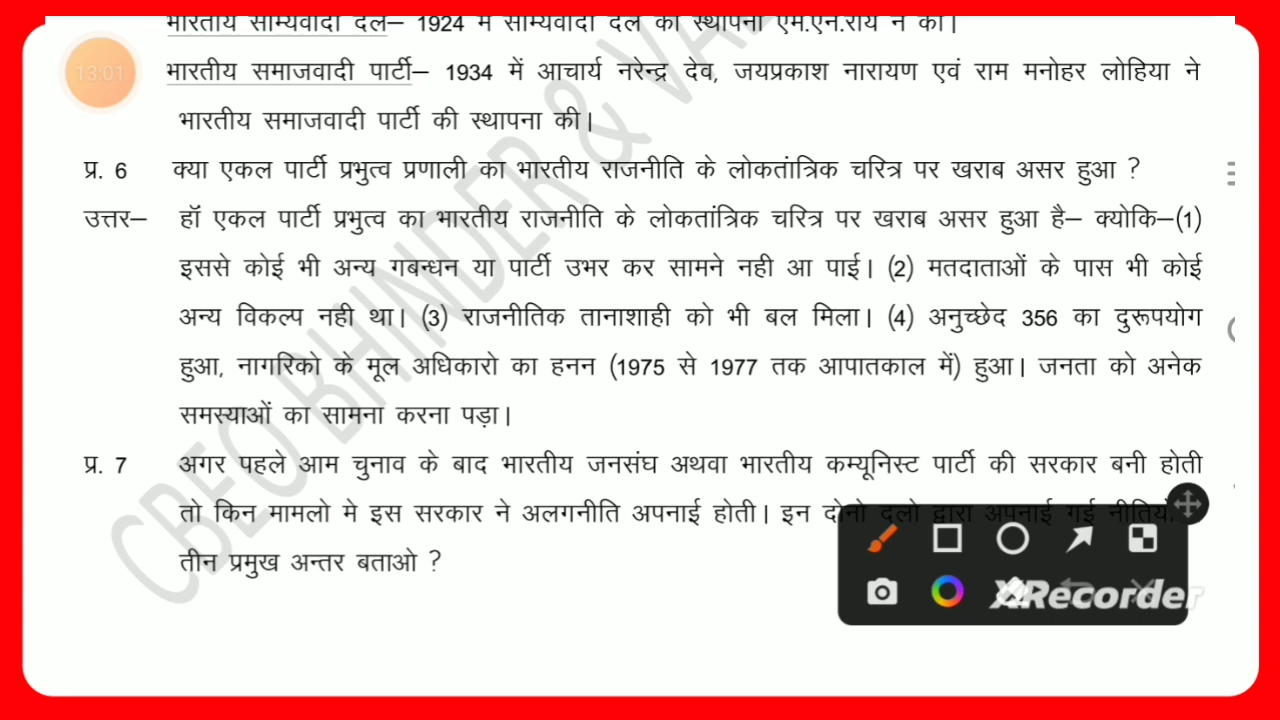 भारतीय साम्यवादी दल– 1924 में साम्यवादी दल की स्थापना एम.एन.राय ने की।
13:01
भारतीय समाजवादी पार्टी– 1934 में आचार्य नरेन्द्र देव, जयप्रकाश नारायण एवं राम मनोहर लोहिया ने
भारतीय समाजवादी पार्टी की स्थापना की।
प्र. 6 क्या एकल पार्टी प्रभुत्व प्रणाली का भारतीय राजनीति के लोकतांत्रिक चरित्र पर खराब असर हुआ ?
उत्तर– हॉ एकल पार्टी प्रभुत्व का भारतीय राजनीति के लोकतांत्रिक चरित्र पर खराब असर हुआ है– क्योकि–(1)
इससे कोई भी अन्य गबन्धन या पार्टी उभर कर सामने नही आ पाई। (2) मतदाताओं के पास भी कोई
अन्य विकल्प नही था। (3) राजनीतिक तानाशाही को भी बल मिला। (4) अनुच्छेद 356 का दुरूपयोग
हुआ, नागरिको के मूल अधिकारो का हनन (1975 से 1977 तक आपातकाल में) हुआ। जनता को अनेक
समस्याओं का सामना करना पड़ा।
प्र. 7 अगर पहले आम चुनाव के बाद भारतीय जनसंघ अथवा भारतीय कम्यूनिस्ट पार्टी की सरकार बनी होती
तो किन मामलो मे इस सरकार ने अलगनीति अपनाई होती। इन दोनो दलो द्वारा अपनाई गई
तीन प्रमुख अन्तर बताओ ?
CBEO BHINDER &
XRecorder